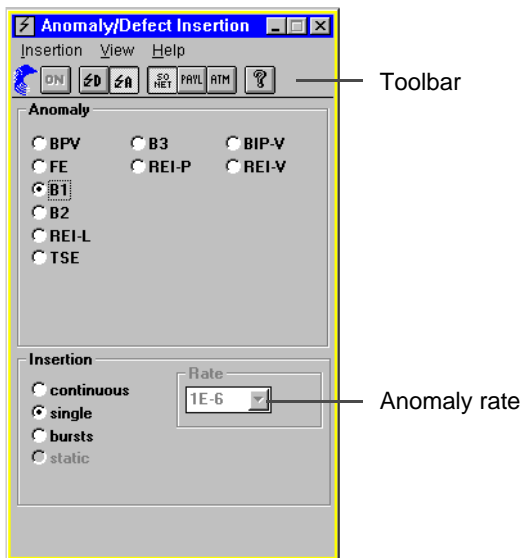 Anomaly/Defect Insertion
Insertion View Help
ON D A SO NET PAYL ATM ?
Toolbar
Anomaly
BPV B3 BIP-V
FE REI-P REI-V
B1
B2
REI-L
TSE
Insertion
Rate
continuous
1E-6
Anomaly rate
single
bursts
static